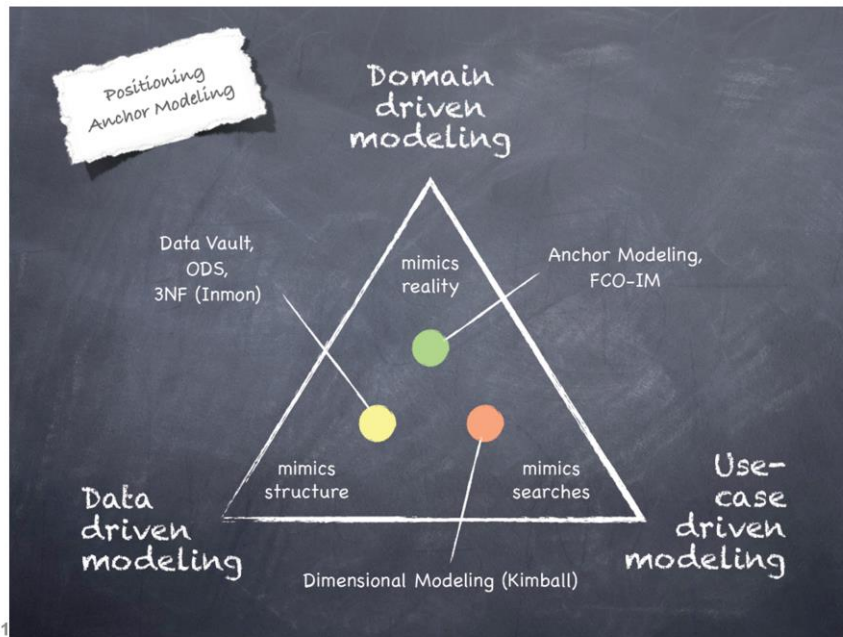 Positioning
Anchor Modeling
Domain
driven
modeling
Data Vault,
ODS,
3NF (Inmon)
mimics
reality
Anchor Modeling,
FCO-IM
mimics
structure
mimics
searches
Data
driven
modeling
Use-
case
driven
modeling
Dimensional Modeling (Kimball)
1